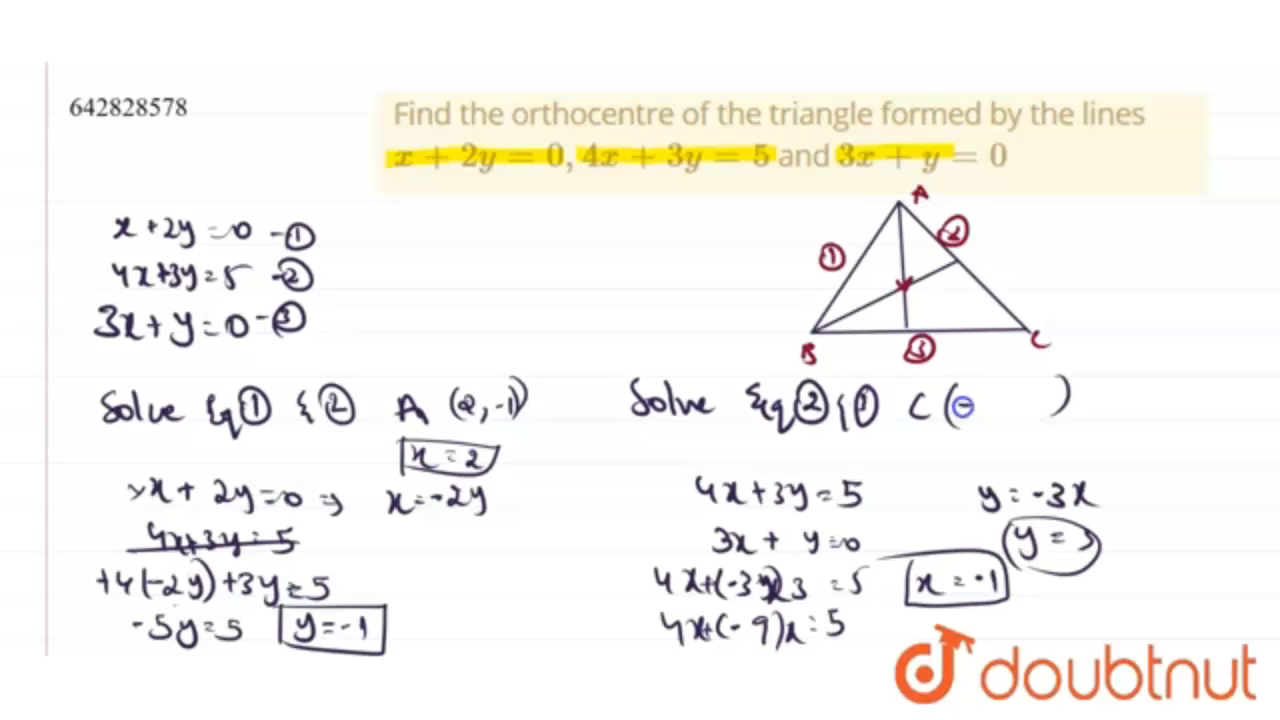 642828578
Find the orthocentre of the triangle formed by the lines
x + 2y = 0, 4x + 3y = 5 and 3x + y = 0
x + 2y = 0 - ①
4x + 3y = 5 - ②
3x + y = 0 - ③
A
①
②
B
③
C
Solve Eq ① & ② A (2, -1)
x = 2
x + 2y = 0 ⇒ x = -2y
4x + 3y = 5
+4(-2y) + 3y = 5
-5y = 5 y = -1
Solve Eq ② & ① C (-
4x + 3y = 5 y = -3x
3x + y = 0 y = 3
4x + (-3x)3 = 5 x = -1
4x + (-9)x = 5
doubtnut